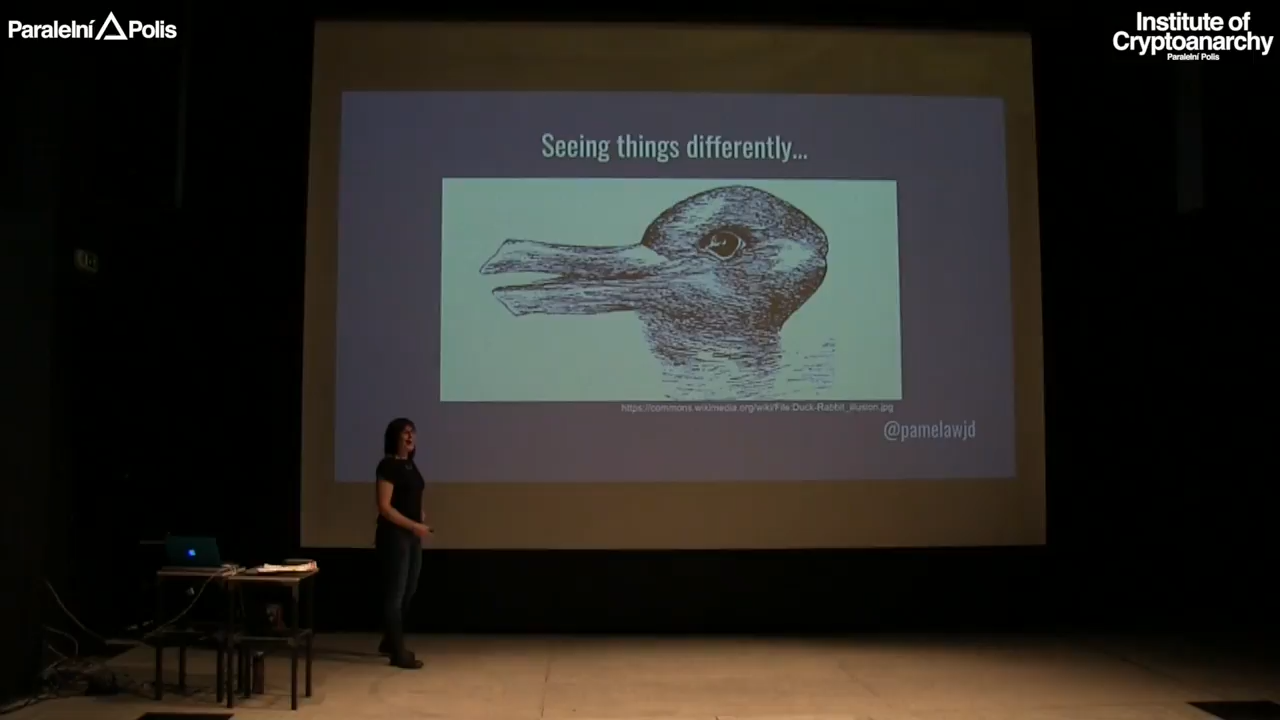 Paralelní Polis
Institute of
Cryptoanarchy
Paralelní Polis
Seeing things differently...
https://commons.wikimedia.org/wiki/File:Duck-Rabbit_illusion.jpg
@pamelawjd